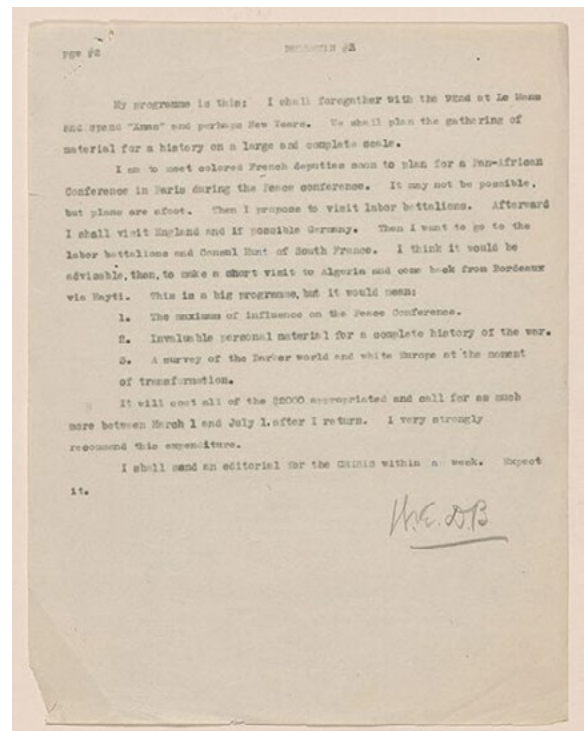 pge #2
BULLETIN #3
My programme is this: I shall foregather with the 92nd at Le Mans
and spend "Xmas" and perhaps New Years. We shall plan the gathering of
material for a history on a large and complete scale.
I am to meet colored French deputies soon to plan for a Pan-African
Conference in Paris during the Peace conference. It may not be possible,
but plans are afoot. Then I propose to visit labor battalions. Afterward
I shall visit England and if possible Germany. Then I want to go to the
labor battalions and Consul Hunt of South France. I think it would be
advisable, then, to make a short visit to Algeria and come back from Bordeaux
via Hayti. This is a big programme, but it would mean:
1. The maximum of influence on the Peace Conference.
2. Invaluable personal material for a complete history of the war.
3. A survey of the Darker world and white Europe at the moment
of transformation.
It will cost all of the $2000 appropriated and call for as much
more between March 1 and July 1. after I return. I very strongly
recommend this expenditure.
I shall send an editorial for the CRISIS within a week. Expect
it.
W.E.D.B